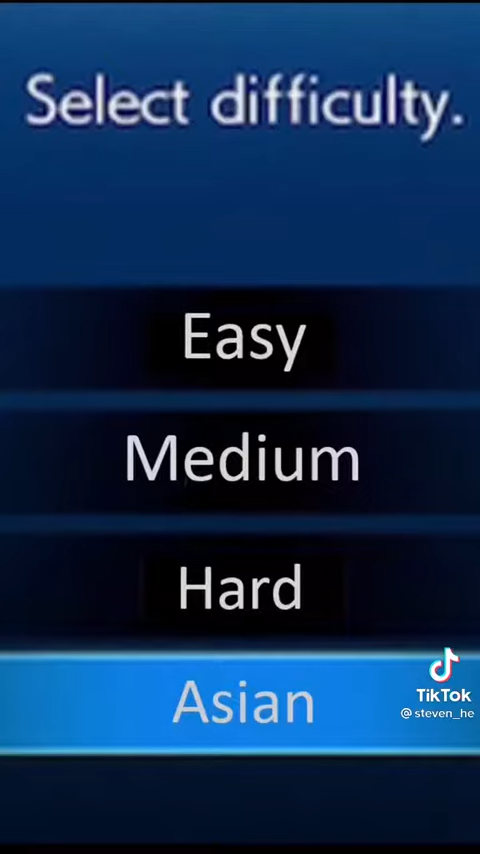 Select difficulty.
Easy
Medium
Hard
Asian
TikTok
@steven_he